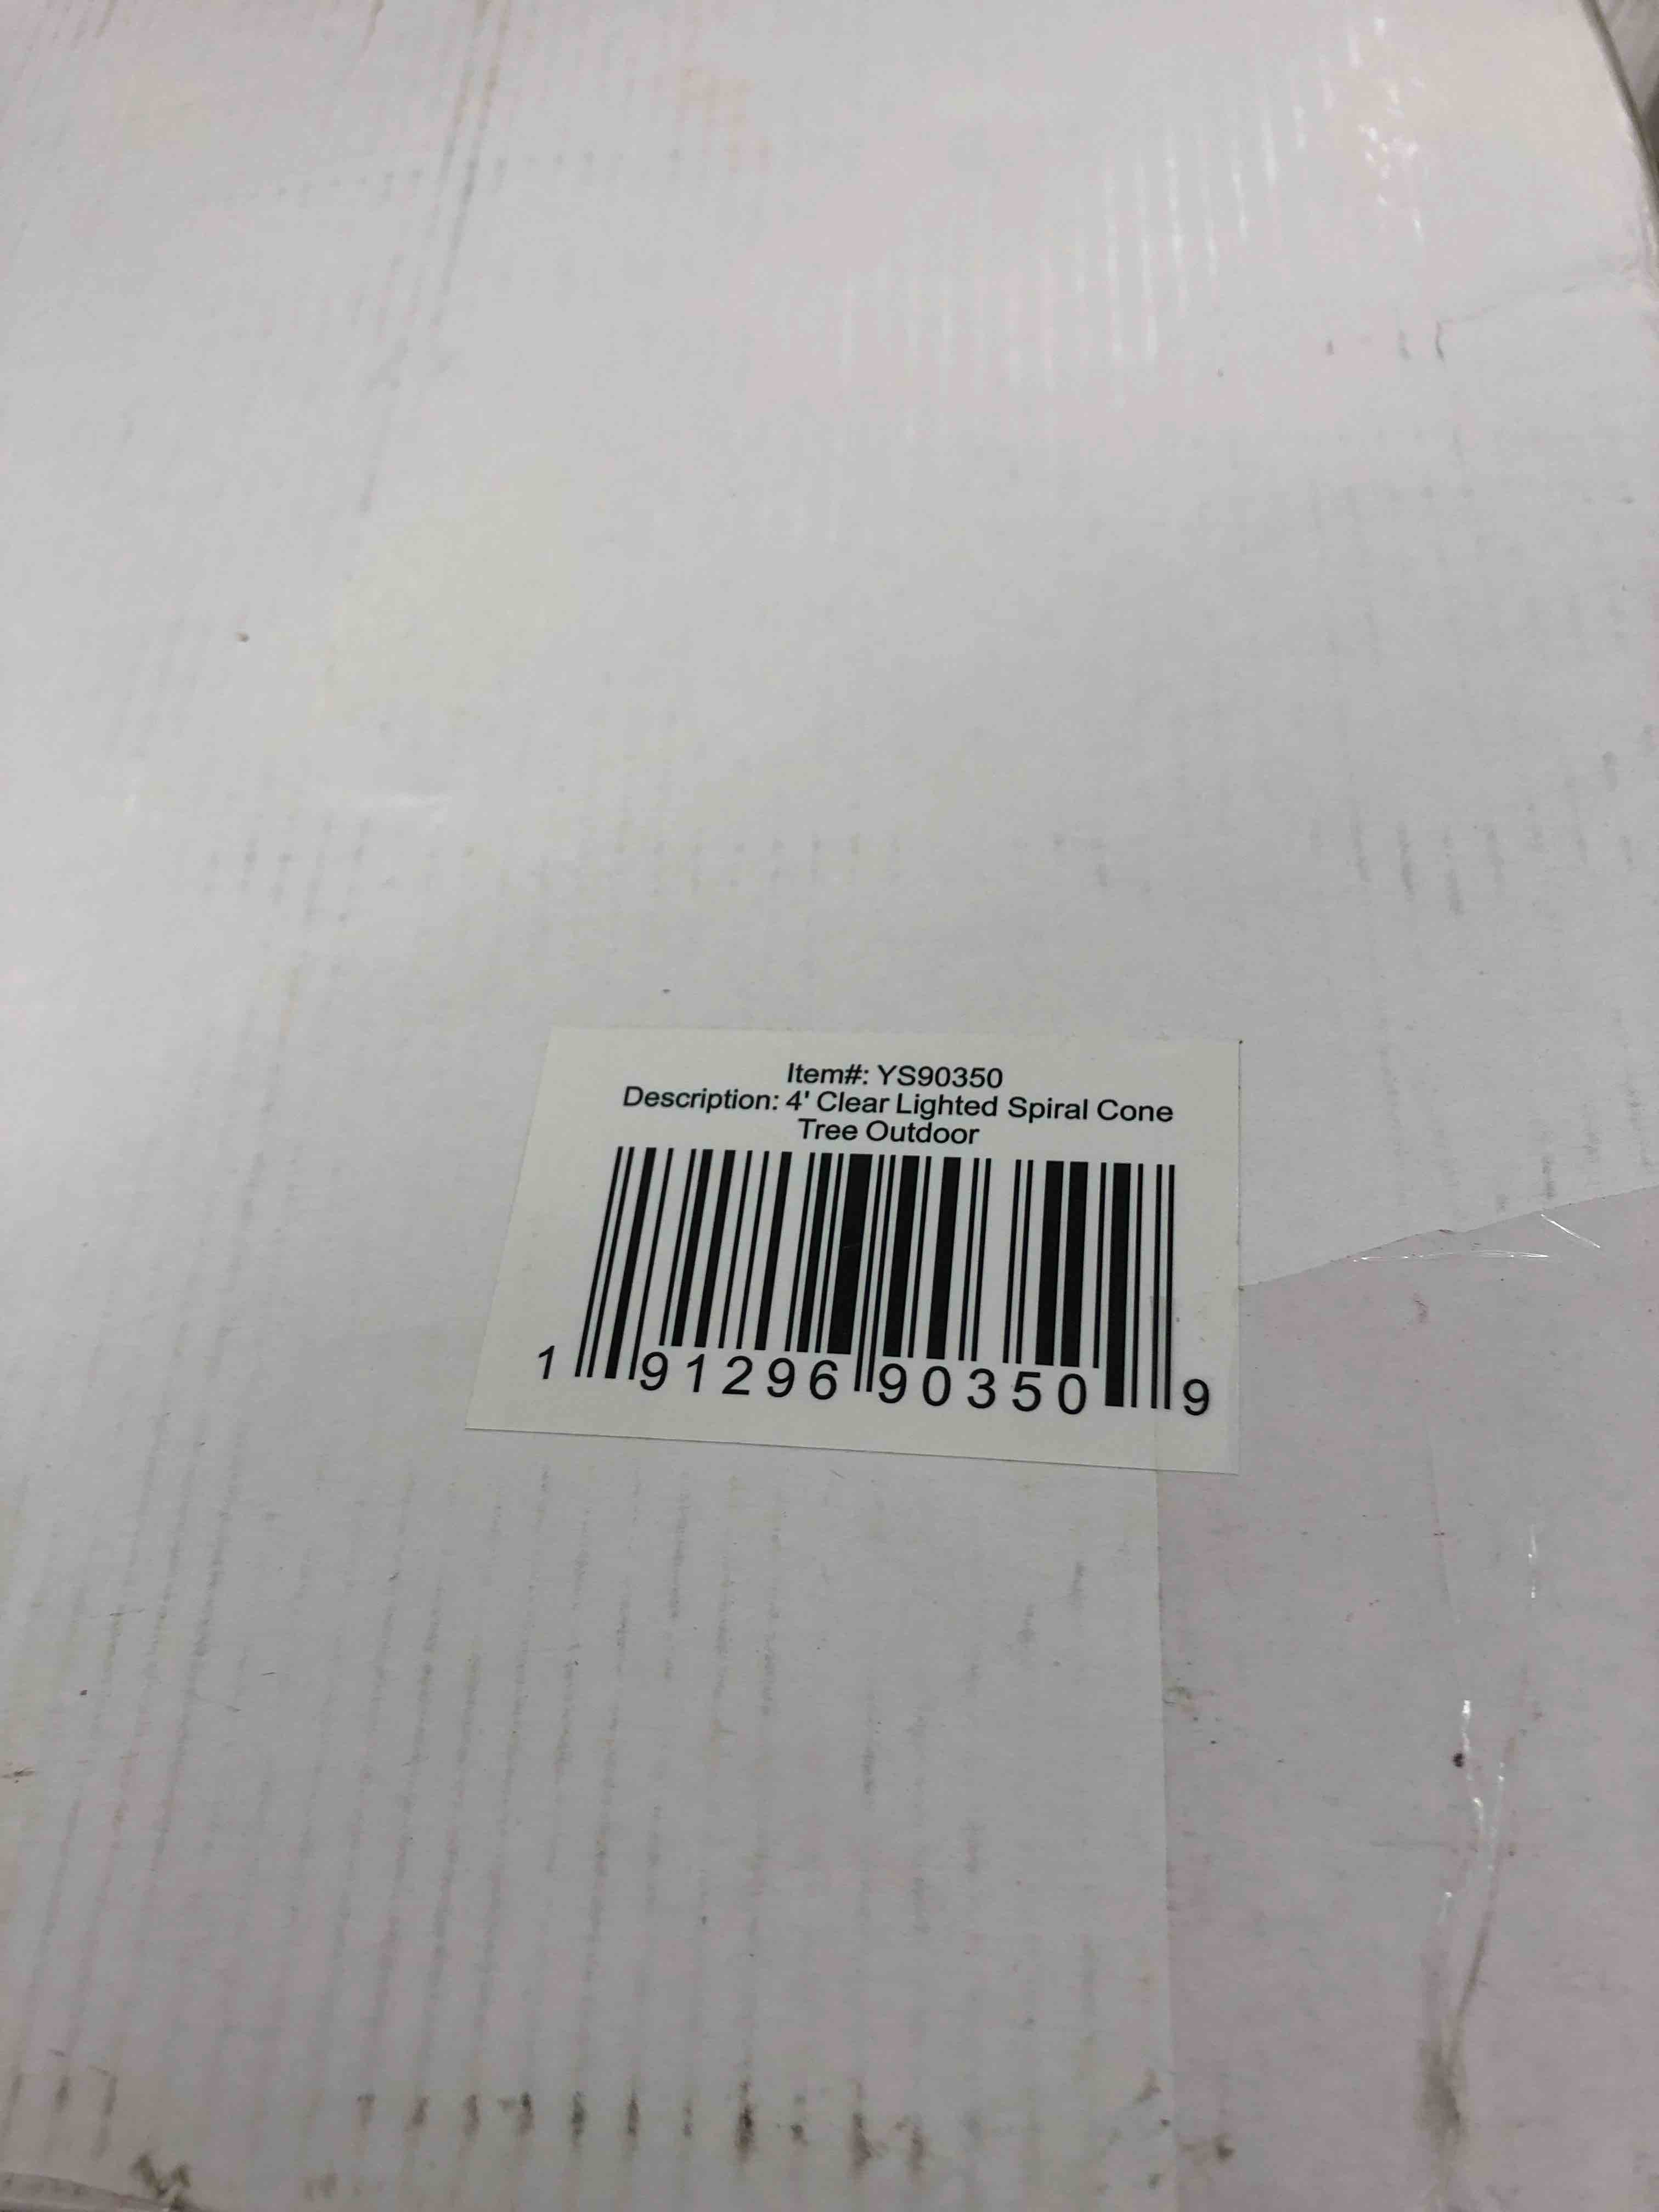 Item#: YS90350
Description: 4' Clear Lighted Spiral Cone
Tree Outdoor
1 91296 90350 9